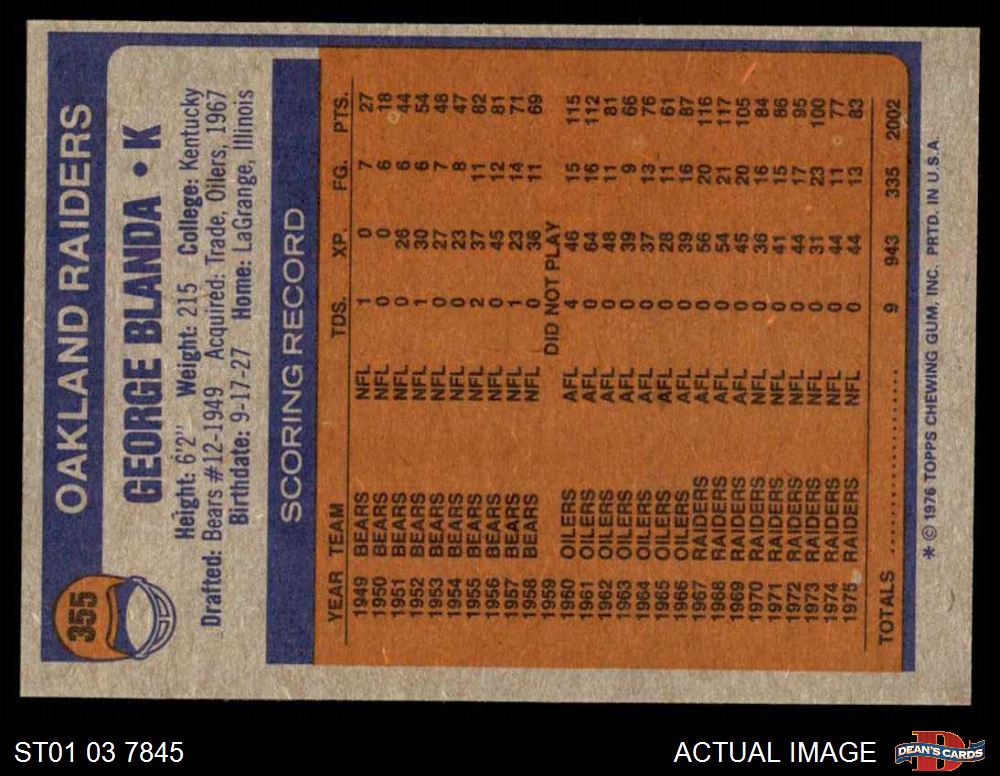 355
OAKLAND RAIDERS
GEORGE BLANDA • K
Height: 6'2" Weight: 215 College: Kentucky
Drafted: Bears #12-1949 Acquired: Trade, Oilers, 1967
Birthdate: 9-17-27 Home: LaGrange, Illinois
SCORING RECORD
YEAR TEAM TDS. XP. FG. PTS.
1949 BEARS NFL 1 0 7 27
1950 BEARS NFL 0 0 6 18
1951 BEARS NFL 0 26 6 44
1952 BEARS NFL 1 30 6 54
1953 BEARS NFL 0 27 7 48
1954 BEARS NFL 0 23 8 47
1955 BEARS NFL 2 37 11 82
1956 BEARS NFL 0 45 12 81
1957 BEARS NFL 1 23 14 71
1958 BEARS NFL 0 36 11 69
1959 DID NOT PLAY
1960 OILERS AFL 4 46 15 115
1961 OILERS AFL 0 64 16 112
1962 OILERS AFL 0 48 11 81
1963 OILERS AFL 0 39 9 66
1964 OILERS AFL 0 37 13 76
1965 OILERS AFL 0 28 11 61
1966 OILERS AFL 0 39 16 87
1967 RAIDERS AFL 0 56 20 116
1968 RAIDERS AFL 0 54 21 117
1969 RAIDERS AFL 0 45 20 105
1970 RAIDERS NFL 0 36 16 84
1971 RAIDERS NFL 0 41 15 86
1972 RAIDERS NFL 0 44 17 95
1973 RAIDERS NFL 0 31 23 100
1974 RAIDERS NFL 0 44 11 77
1975 RAIDERS NFL 0 44 13 83
TOTALS .................... 9 943 335 2002
* © 1976 TOPPS CHEWING GUM, INC. PRTD. IN U.S.A.
ST01 03 7845
ACTUAL IMAGE
DEAN'S CARDS